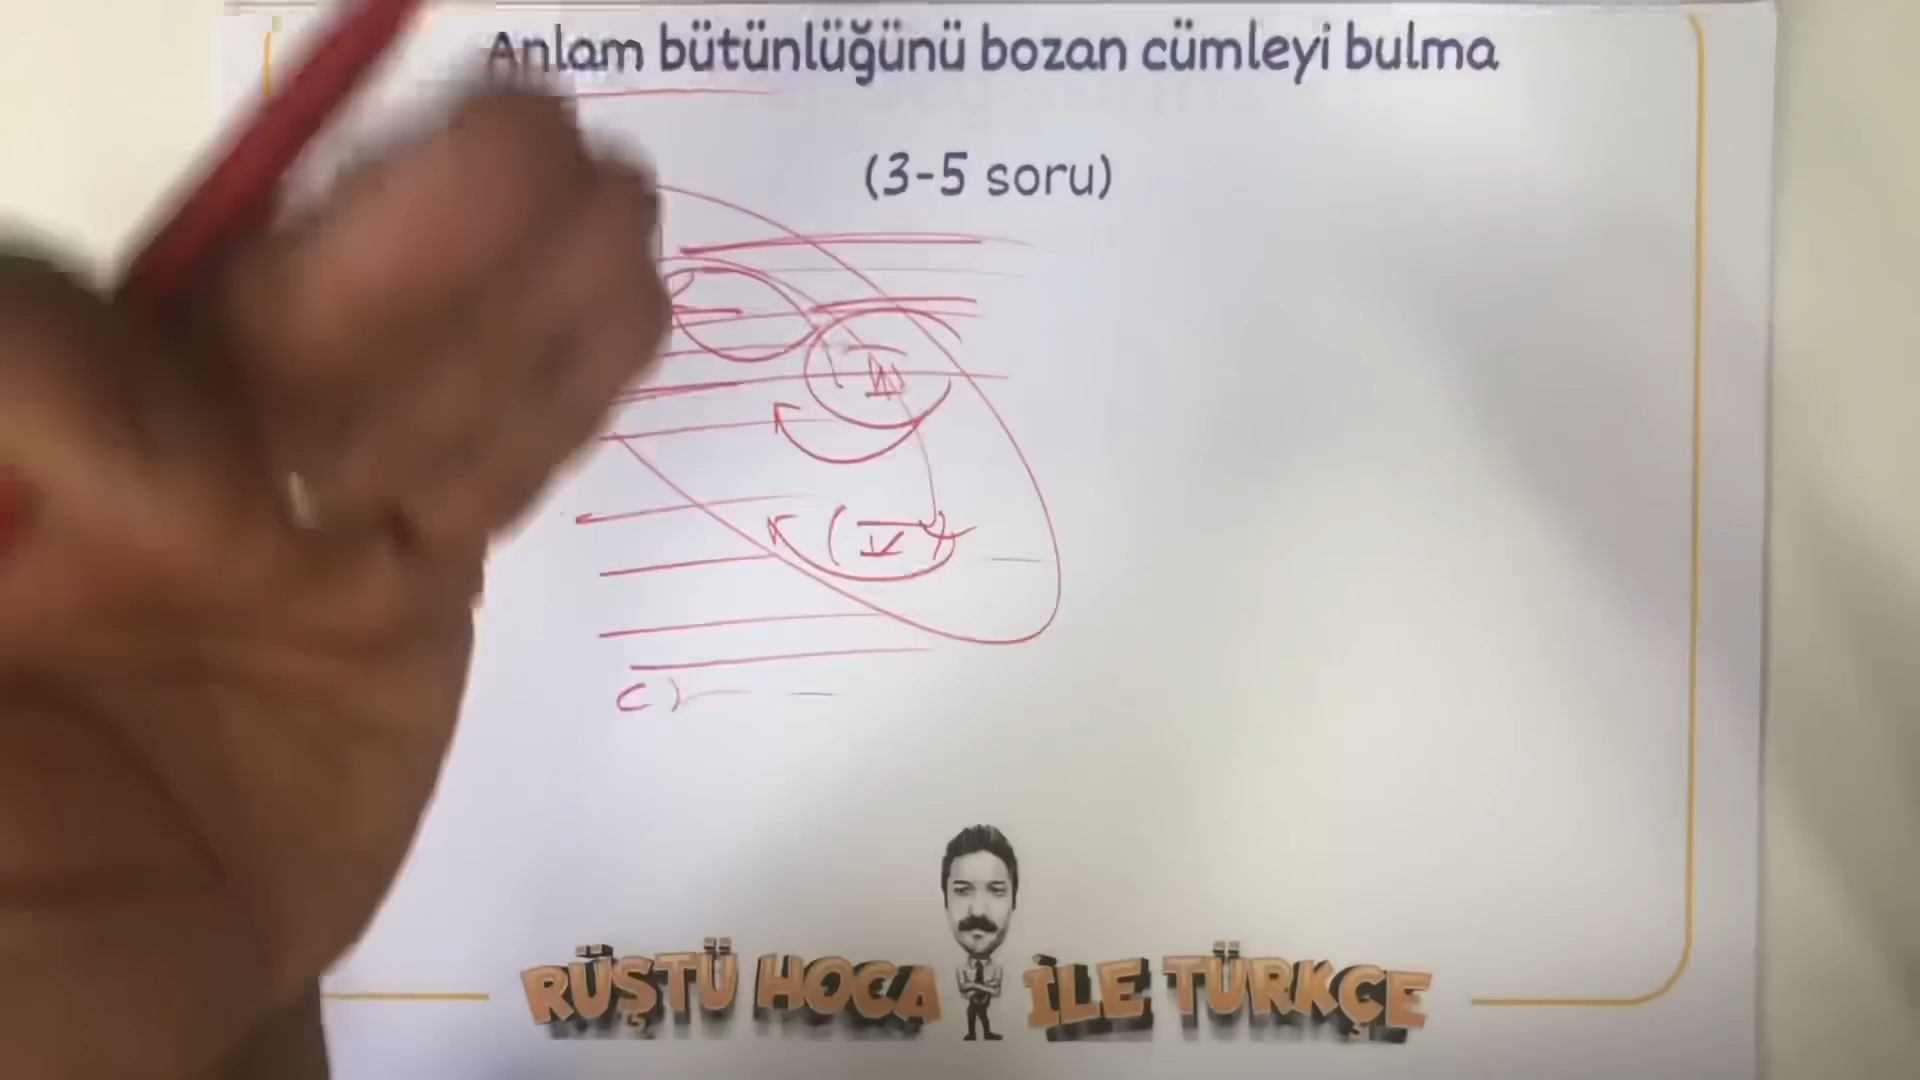 Anlam bütünlüğünü bozan cümleyi bulma
(3-5 soru)
(V)
C)
RÜŞTÜ HOCA İLE TÜRKÇE